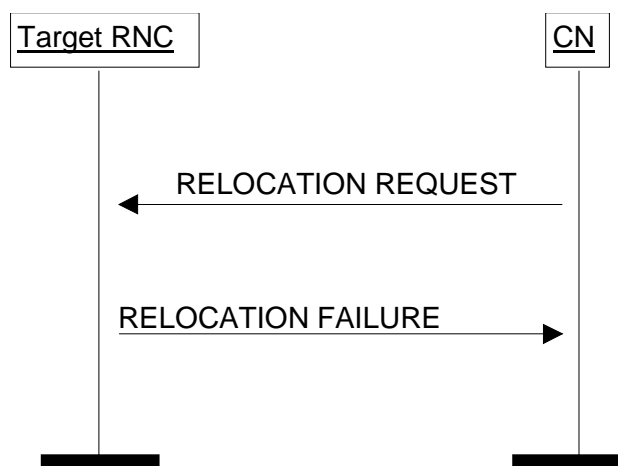 Target RNC
CN
RELOCATION REQUEST
RELOCATION FAILURE